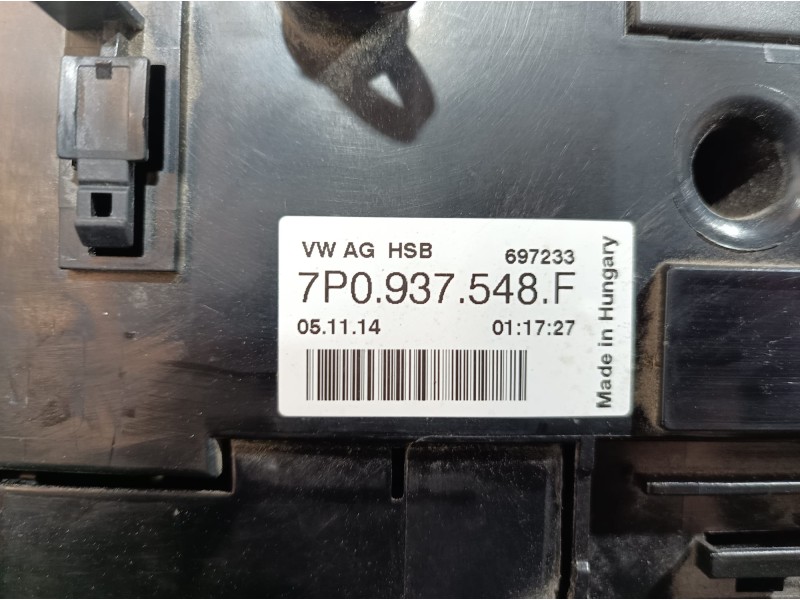 VW AG HSB 697233
7P0.937.548.F
05.11.14 01:17:27
Made in Hungary